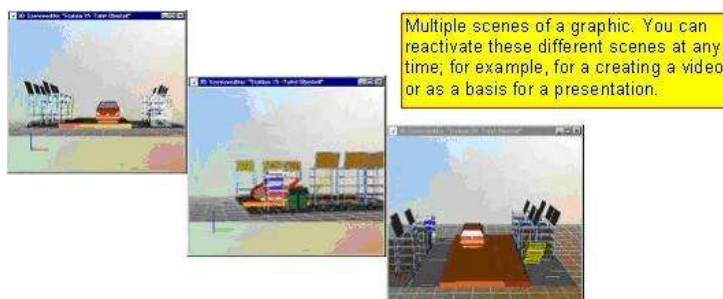 Multiple scenes of a graphic. You can
reactivate these different scenes at any
time; for example, for a creating a video
or as a basis for a presentation.